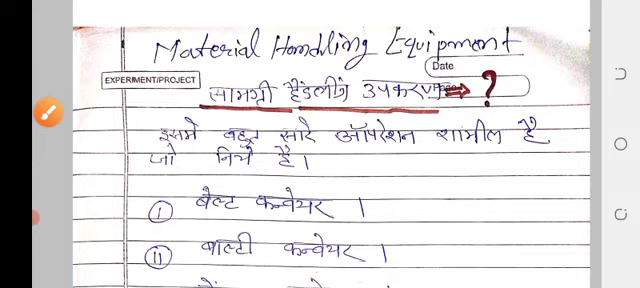 Material Handling Equipment
Date
EXPERIMENT/PROJECT
सामग्री हैंडलींग उपकरण ⇒ ?
इसमे बहुत सारे ऑपरेशन शामील है
जो निचे है।
(i) बेल्ट कन्वेयर ।
(ii) बाल्टी कन्वेयर ।